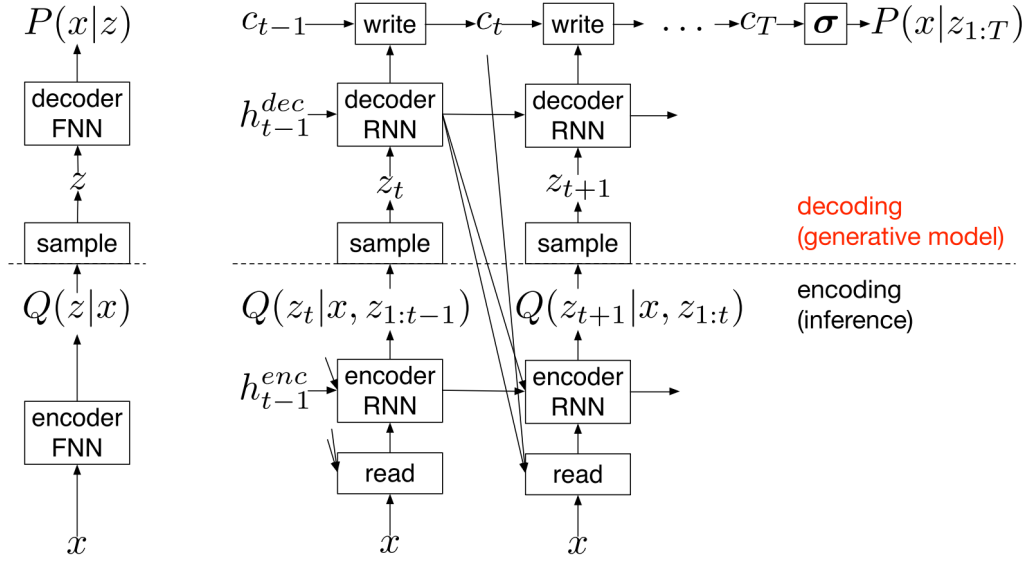 P(x|z)
decoder
FNN
z
sample
Q(z|x)
encoder
FNN
x
c_{t-1} write c_t write ... c_T σ P(x|z_{1:T})
h_{t-1}^{dec} decoder RNN decoder RNN
z_t z_{t+1}
sample sample
decoding
(generative model)
Q(z_t|x, z_{1:t-1}) Q(z_{t+1}|x, z_{1:t})
encoding
(inference)
h_{t-1}^{enc} encoder RNN encoder RNN
read read
x x